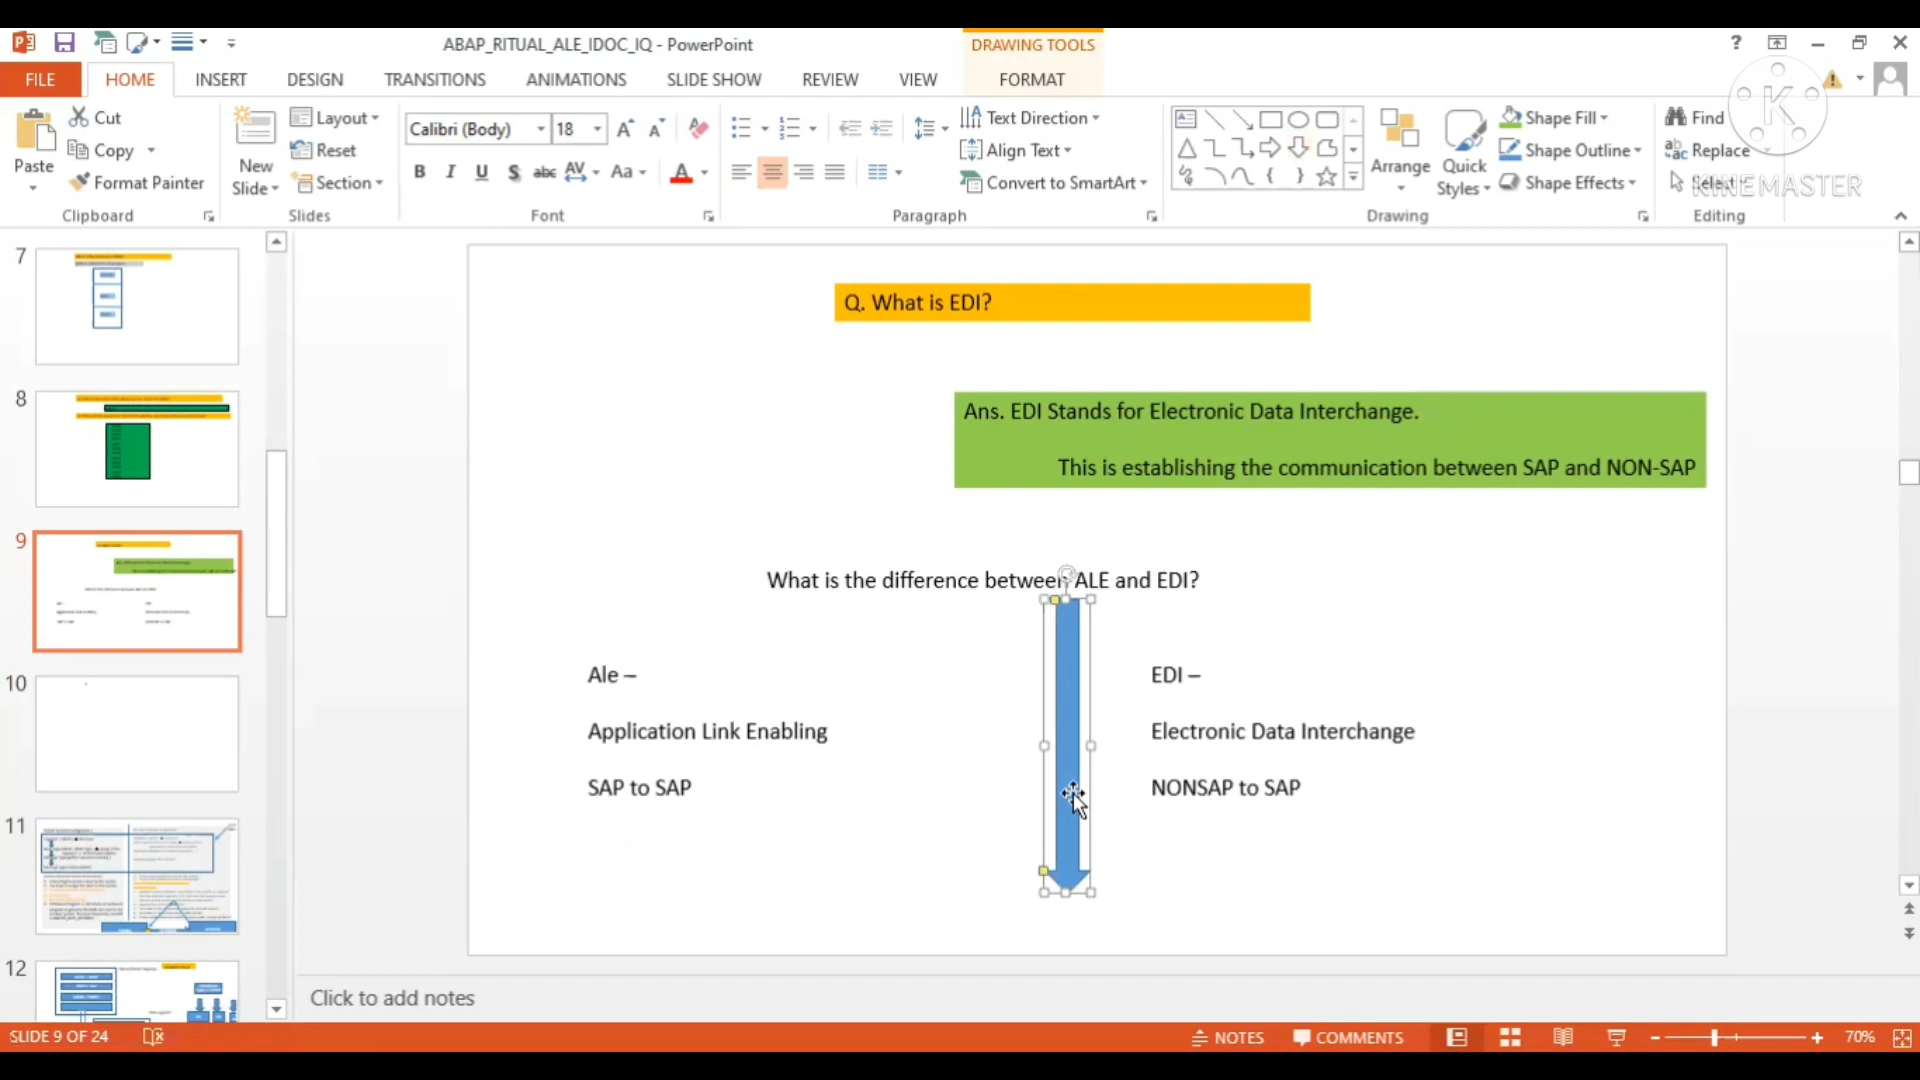 ABAP_RITUAL_ALE_IDOC_IQ - PowerPoint
DRAWING TOOLS
?
FILE
HOME
INSERT
DESIGN
TRANSITIONS
ANIMATIONS
SLIDE SHOW
REVIEW
VIEW
FORMAT
Paste
Cut
Copy
Format Painter
Clipboard
New Slide
Layout
Reset
Section
Slides
Calibri (Body)
18
B I U S abc AV Aa A
Font
Text Direction
Align Text
Convert to SmartArt
Paragraph
Arrange
Quick Styles
Shape Fill
Shape Outline
Shape Effects
Drawing
Find
Replace
Select
Editing
K
KINEMASTER
7
8
9
10
11
12
Q. What is EDI?
Ans. EDI Stands for Electronic Data Interchange.
This is establishing the communication between SAP and NON-SAP
What is the difference between ALE and EDI?
Ale –
Application Link Enabling
SAP to SAP
EDI –
Electronic Data Interchange
NONSAP to SAP
Click to add notes
SLIDE 9 OF 24
NOTES
COMMENTS
70%